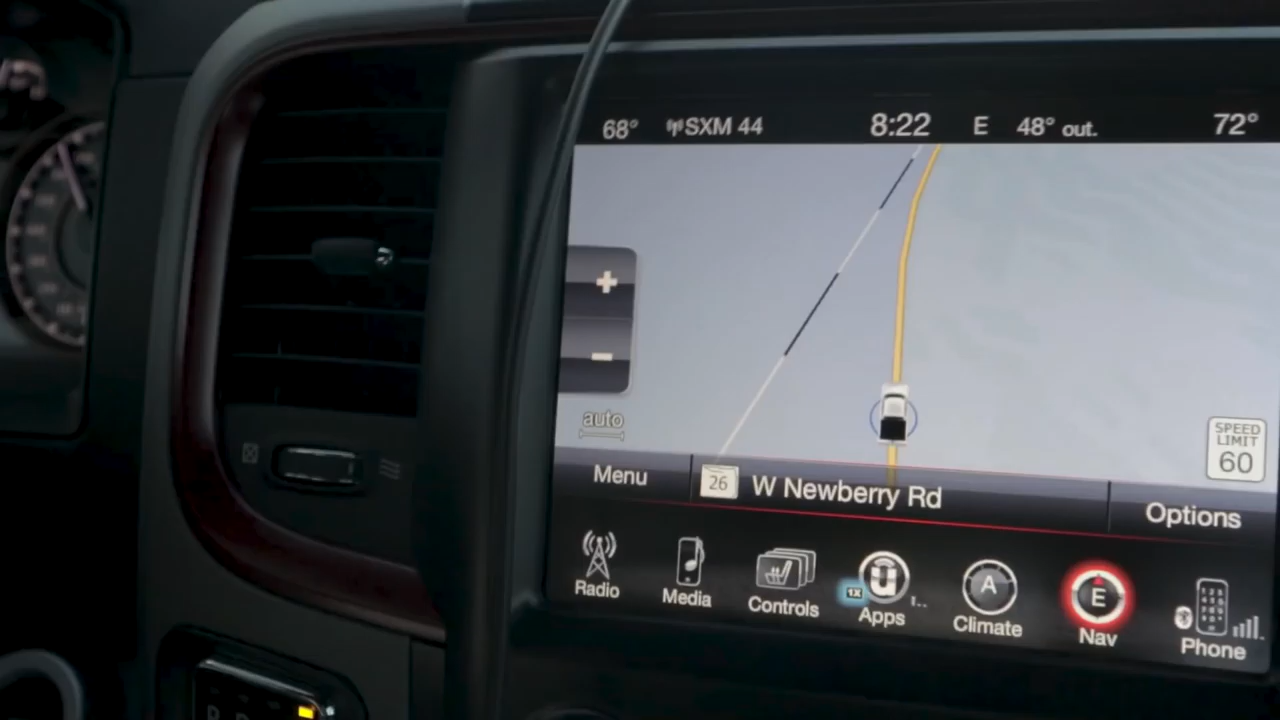 68° SXM 44 8:22 E 48° out. 72°
+
-
auto
SPEED
LIMIT
60
Menu 26 W Newberry Rd Options
Radio Media Controls 1X Apps A Climate E Nav Phone